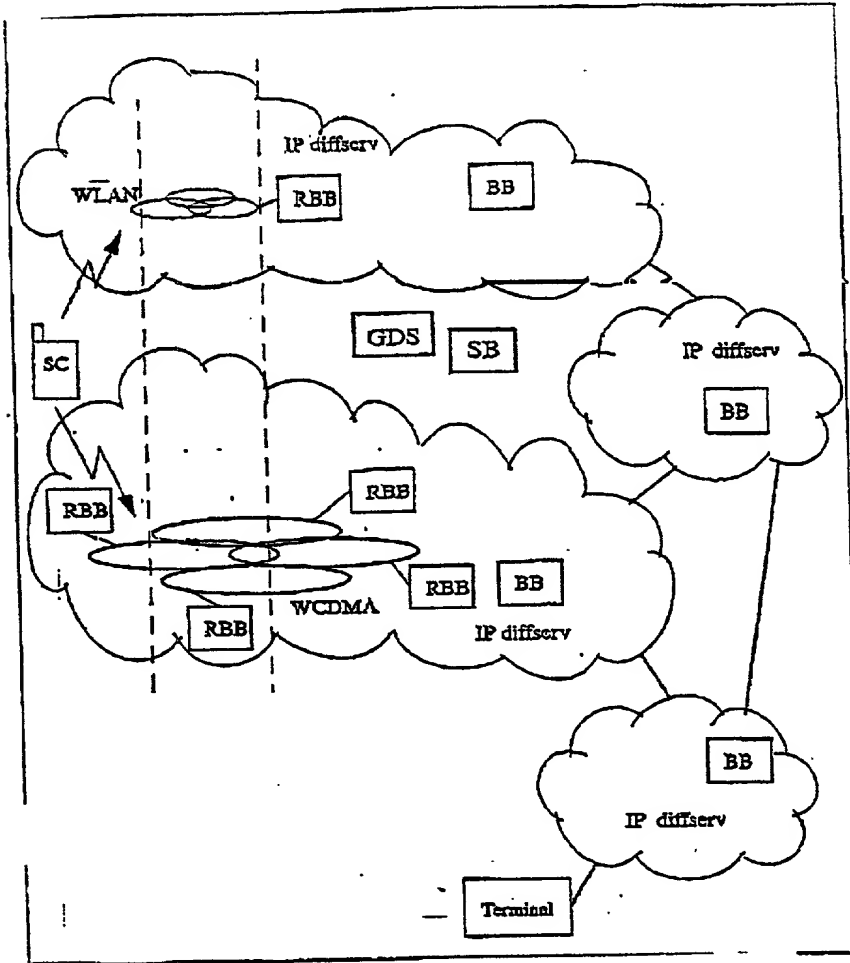 IP diffserv
WLAN
RBB
BB
GDS
SB
SC
IP diffserv
BB
RBB
RBB
RBB
BB
WCDMA
RBB
IP diffserv
BB
IP diffserv
Terminal